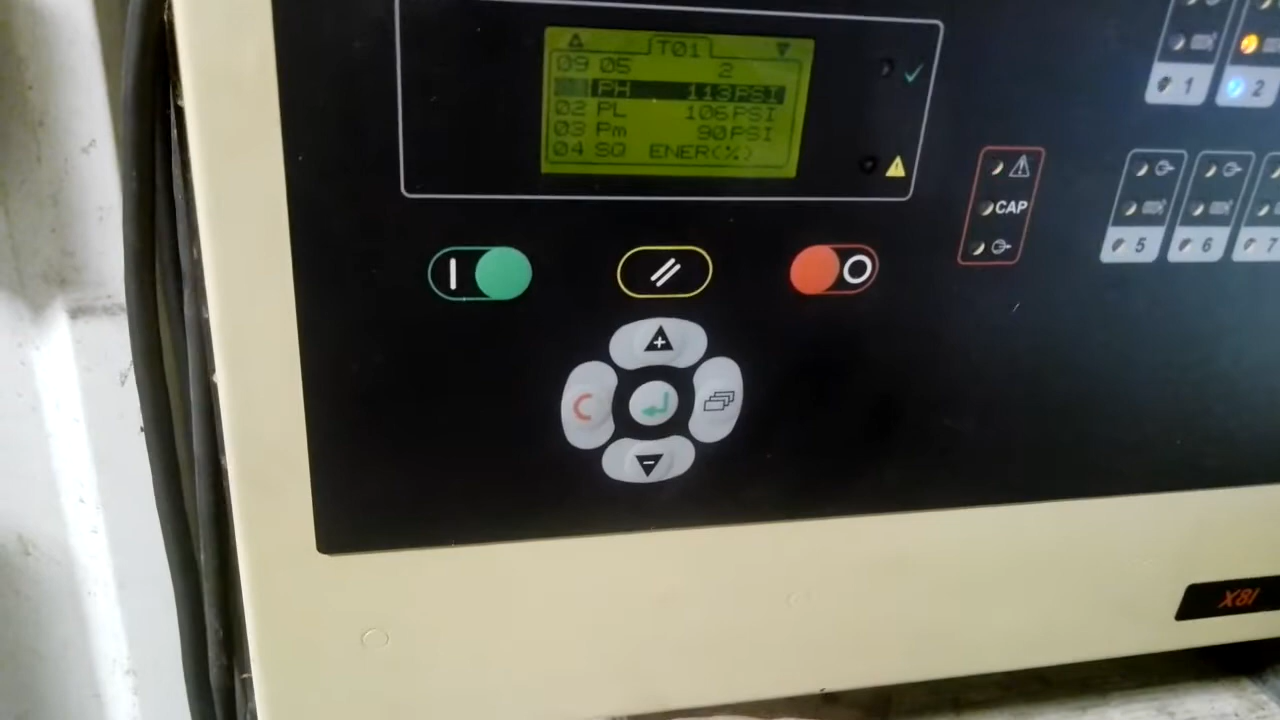 T01
09 05 2
PH 113PSI
02 PL 106PSI
03 Pm 90PSI
04 SQ ENER(%)
1
2
CAP
5
6
7
C
X8I